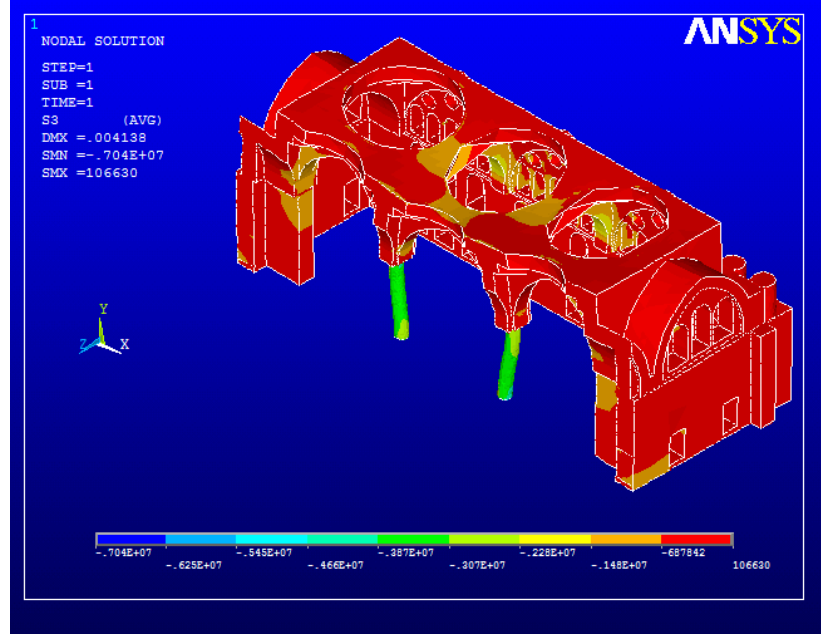 1
ANSYS
NODAL SOLUTION
STEP=1
SUB =1
TIME=1
S3 (AVG)
DMX =.004138
SMN =-.704E+07
SMX =106630
Y
Z X
-.704E+07 -.545E+07 -.387E+07 -.228E+07 -687842
-.625E+07 -.466E+07 -.307E+07 -.148E+07 106630